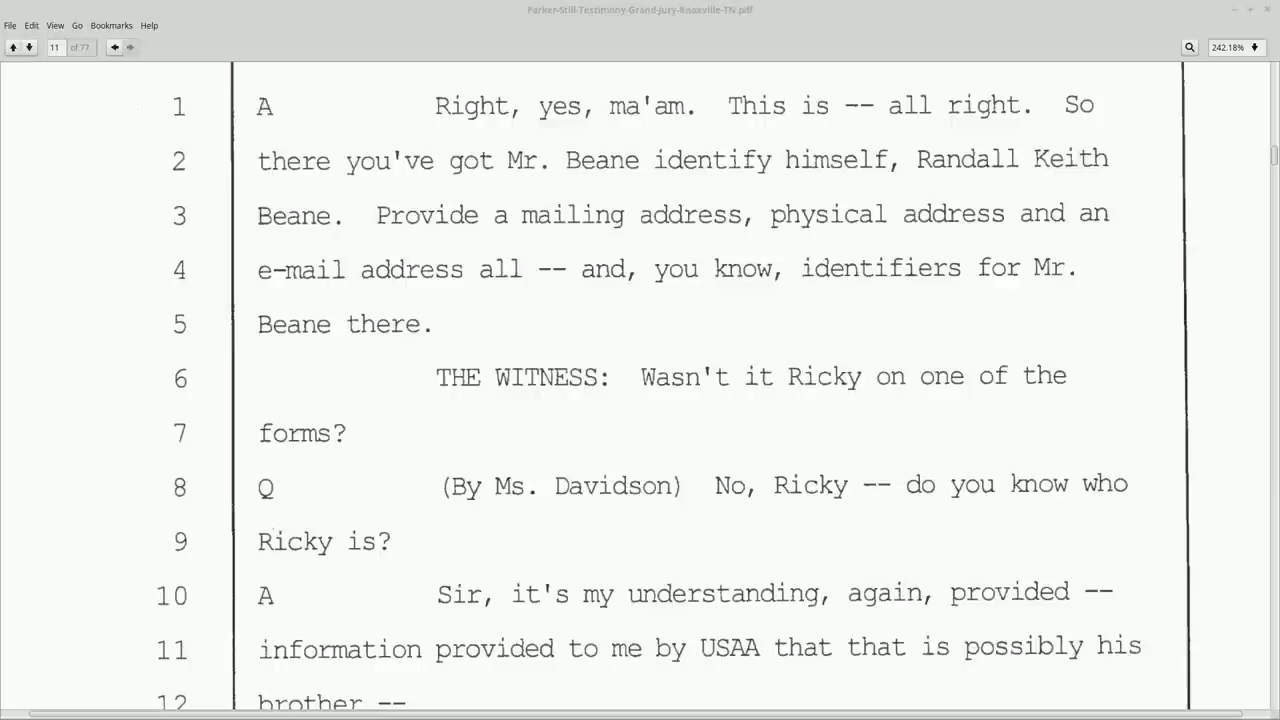 Parker-Still-Testimony-Grand-Jury-Knoxville-TN.pdf
File Edit View Go Bookmarks Help
11 of 77 242.18%
1 A Right, yes, ma'am. This is -- all right. So
2 there you've got Mr. Beane identify himself, Randall Keith
3 Beane. Provide a mailing address, physical address and an
4 e-mail address all -- and, you know, identifiers for Mr.
5 Beane there.
6 THE WITNESS: Wasn't it Ricky on one of the
7 forms?
8 Q (By Ms. Davidson) No, Ricky -- do you know who
9 Ricky is?
10 A Sir, it's my understanding, again, provided --
11 information provided to me by USAA that that is possibly his
12 brother --